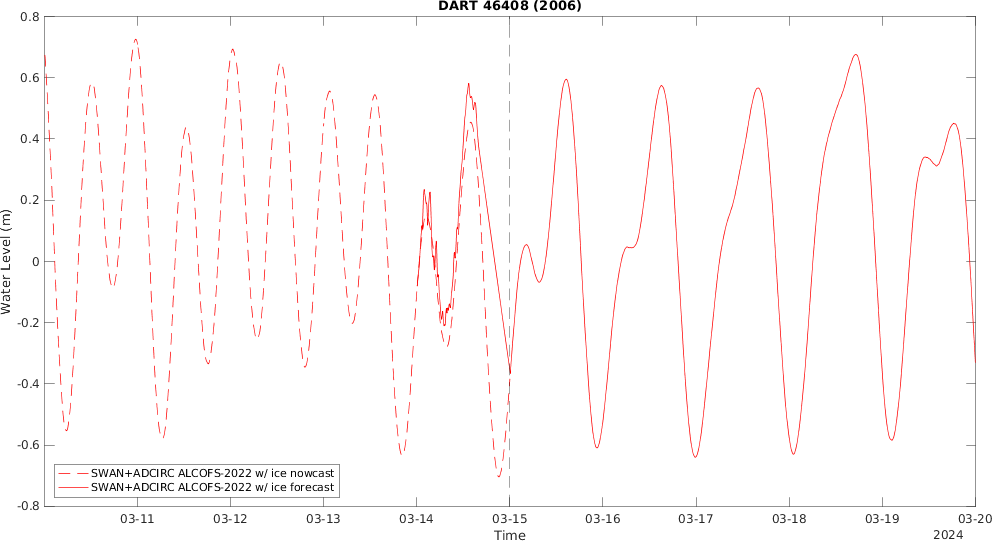 DART 46408 (2006)
0.8
0.6
0.4
0.2
0
-0.2
-0.4
-0.6
-0.8
Water Level (m)
SWAN+ADCIRC ALCOFS-2022 w/ ice nowcast
SWAN+ADCIRC ALCOFS-2022 w/ ice forecast
03-11 03-12 03-13 03-14 03-15 03-16 03-17 03-18 03-19 03-20
Time
2024